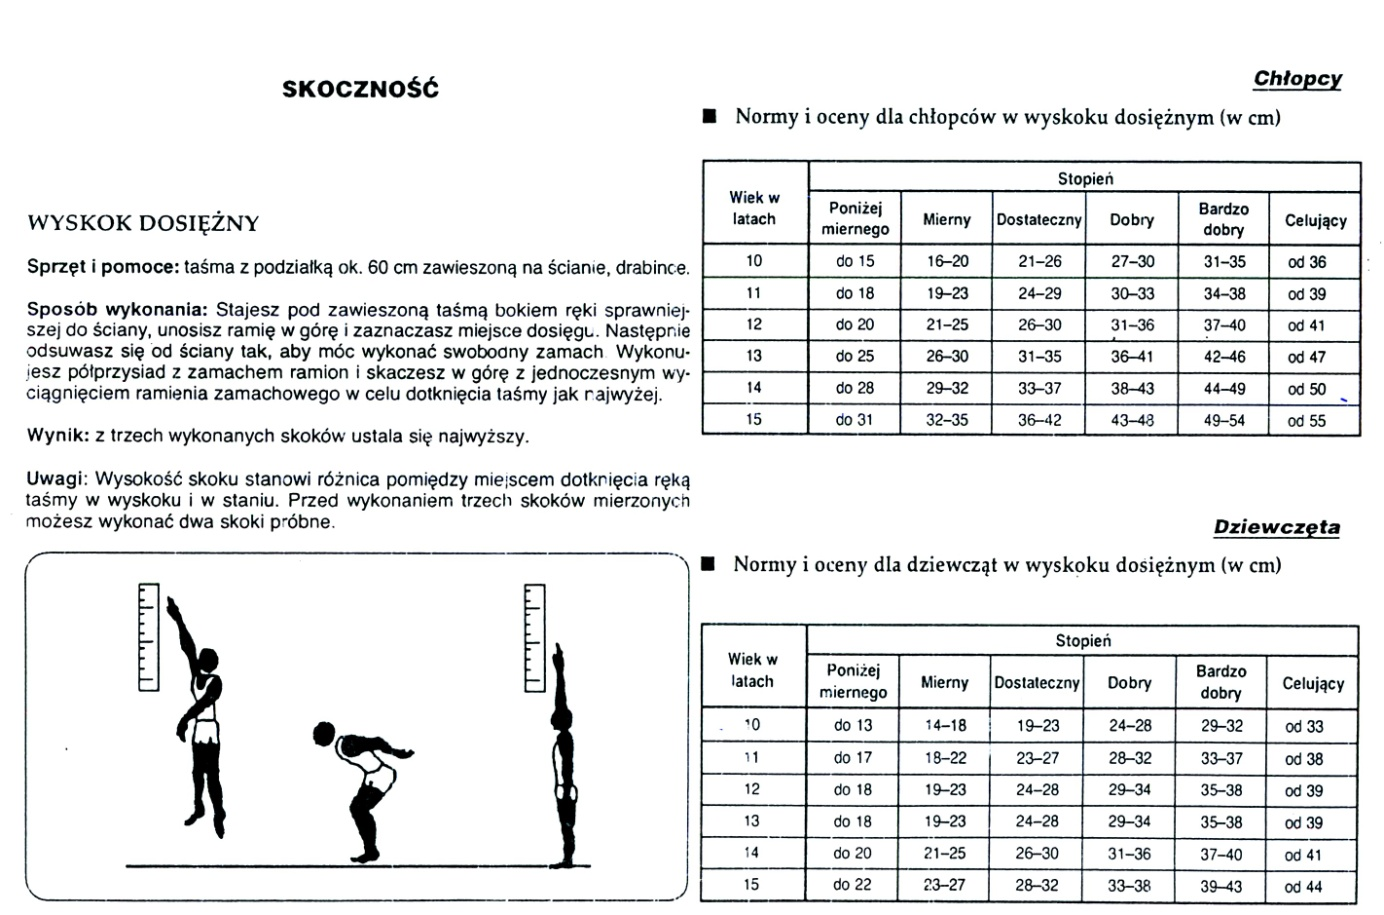 SKOCZNOŚĆ
WYSKOK DOSIĘŻNY
Sprzęt i pomoce: taśma z podziałką ok. 60 cm zawieszoną na ścianie, drabince.
Sposób wykonania: Stajesz pod zawieszoną taśmą bokiem ręki sprawniej-
szej do ściany, unosisz ramię w górę i zaznaczasz miejsce dosięgu. Następnie
odsuwasz się od ściany tak, aby móc wykonać swobodny zamach. Wykonu-
jesz półprzysiad z zamachem ramion i skaczesz w górę z jednoczesnym wy-
ciągnięciem ramienia zamachowego w celu dotknięcia taśmy jak najwyżej.
Wynik: z trzech wykonanych skoków ustala się najwyższy.
Uwagi: Wysokość skoku stanowi różnica pomiędzy miejscem dotknięcia ręką
taśmy w wyskoku i w staniu. Przed wykonaniem trzech skoków mierzonych
możesz wykonać dwa skoki próbne.
Chłopcy
■ Normy i oceny dla chłopców w wyskoku dosiężnym (w cm)
Wiek w latach Stopień
Poniżej miernego Mierny Dostateczny Dobry Bardzo dobry Celujący
10 do 15 16–20 21–26 27–30 31–35 od 36
11 do 18 19–23 24–29 30–33 34–38 od 39
12 do 20 21–25 26–30 31–36 37–40 od 41
13 do 25 26–30 31–35 36–41 42–46 od 47
14 do 28 29–32 33–37 38–43 44–49 od 50
15 do 31 32–35 36–42 43–48 49–54 od 55
Dziewczęta
■ Normy i oceny dla dziewcząt w wyskoku dosiężnym (w cm)
Wiek w latach Stopień
Poniżej miernego Mierny Dostateczny Dobry Bardzo dobry Celujący
10 do 13 14–18 19–23 24–28 29–32 od 33
11 do 17 18–22 23–27 28–32 33–37 od 38
12 do 18 19–23 24–28 29–34 35–38 od 39
13 do 18 19–23 24–28 29–34 35–38 od 39
14 do 20 21–25 26–30 31–36 37–40 od 41
15 do 22 23–27 28–32 33–38 39–43 od 44